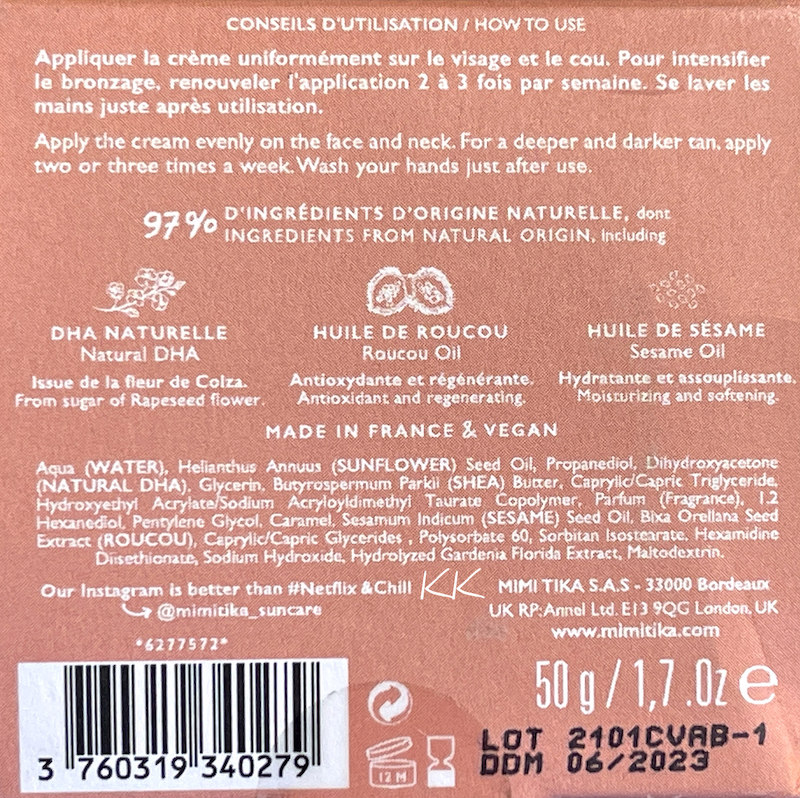 CONSEILS D'UTILISATION / HOW TO USE
Appliquer la crème uniformément sur le visage et le cou. Pour intensifier
le bronzage, renouveler l'application 2 à 3 fois par semaine. Se laver les
mains juste après utilisation.
Apply the cream evenly on the face and neck. For a deeper and darker tan, apply
two or three times a week. Wash your hands just after use.
97% D'INGRÉDIENTS D'ORIGINE NATURELLE, dont
INGREDIENTS FROM NATURAL ORIGIN, including
DHA NATURELLE
Natural DHA
Issue de la fleur de Colza.
From sugar of Rapeseed flower.
HUILE DE ROUCOU
Roucou Oil
Antioxydante et régénérante.
Antioxidant and regenerating.
HUILE DE SÉSAME
Sesame Oil
Hydratante et assouplissante.
Moisturizing and softening.
MADE IN FRANCE & VEGAN
Aqua (WATER), Helianthus Annuus (SUNFLOWER) Seed Oil, Propanediol, Dihydroxyacetone
(NATURAL DHA), Glycerin, Butyrospermum Parkii (SHEA) Butter, Caprylic/Capric Triglyceride,
Hydroxyethyl Acrylate/Sodium Acryloyldimethyl Taurate Copolymer, Parfum (Fragrance), 1.2
Hexanediol, Pentylene Glycol, Caramel, Sesamum Indicum (SESAME) Seed Oil, Bixa Orellana Seed
Extract (ROUCOU), Caprylic/Capric Glycerides , Polysorbate 60, Sorbitan Isostearate, Hexamidine
Diisethionate, Sodium Hydroxide, Hydrolyzed Gardenia Florida Extract, Maltodextrin.
Our Instagram is better than #Netflix &Chill
@mimitika_suncare
KK
MIMI TIKA S.A.S - 33000 Bordeaux
UK RP:Annel Ltd. E13 9QG London, UK
www.mimitika.com
*6277572*
3 760319 340279
12 M
50 g / 1,7.0z e
LOT 2101CVAB-1
DDM 06/2023